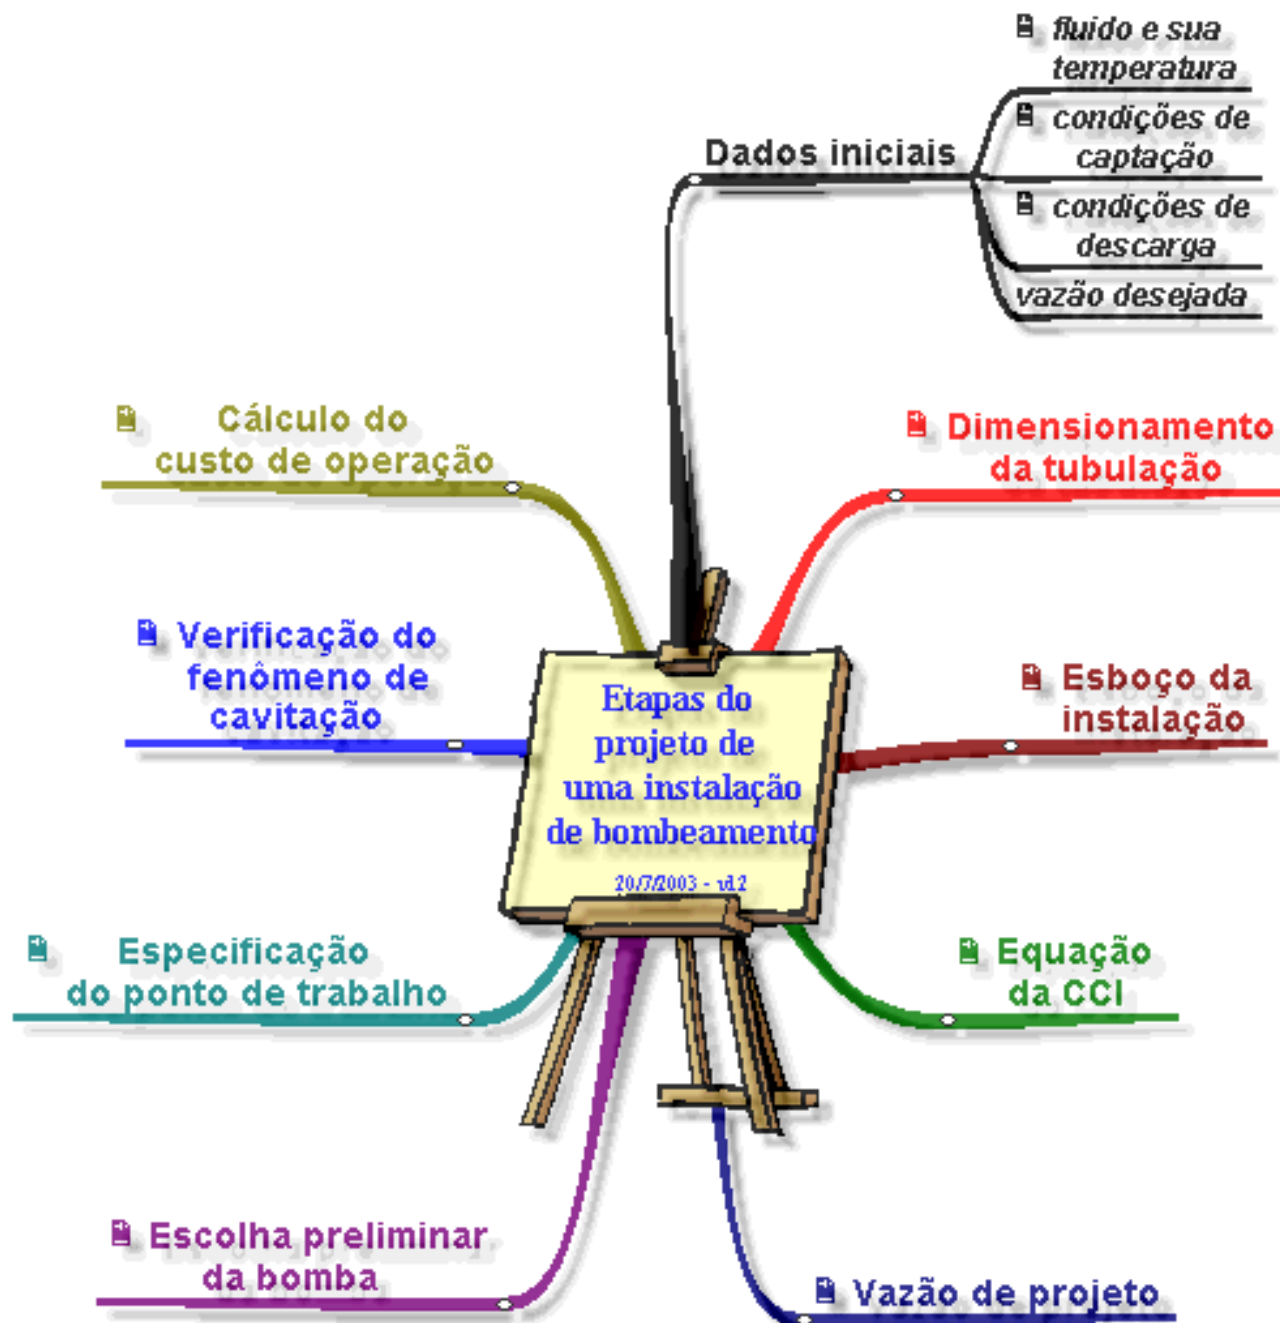 fluido e sua
temperatura
condições de
captação
Dados iniciais
condições de
descarga
vazão desejada
Cálculo do
custo de operação
Dimensionamento
da tubulação
Verificação do
fenômeno de
cavitação
Esboço da
instalação
Etapas do
projeto de
uma instalação
de bombeamento
20/7/2003 -
Especificação
do ponto de trabalho
Equação
da CCI
Escolha preliminar
da bomba
Vazão de projeto